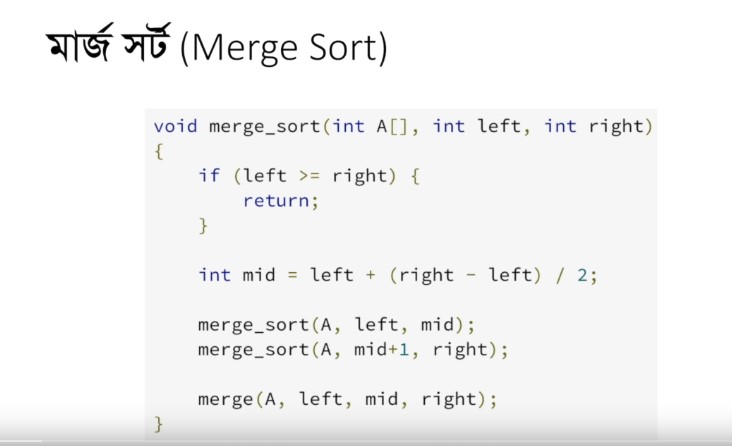 মার্জ সর্ট (Merge Sort)
void merge_sort(int A[], int left, int right)
{
    if (left >= right) {
        return;
    }
    int mid = left + (right - left) / 2;
    merge_sort(A, left, mid);
    merge_sort(A, mid+1, right);
    merge(A, left, mid, right);
}